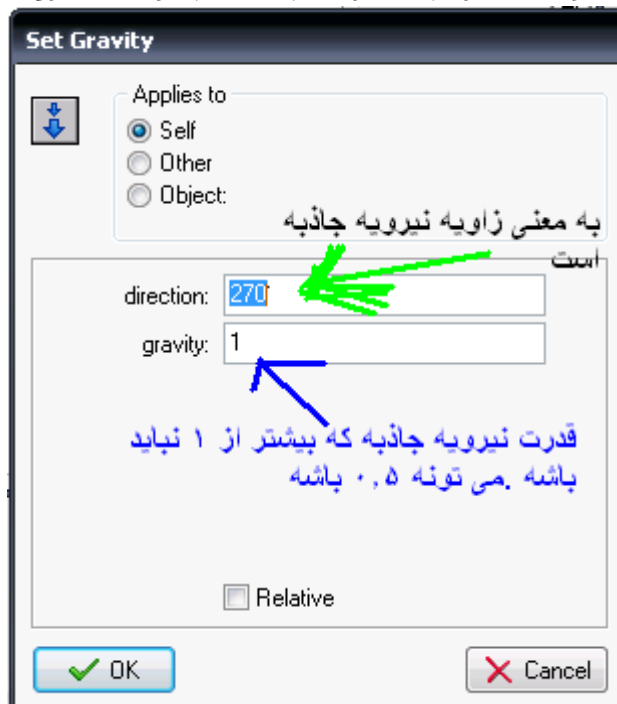 Set Gravity
Applies to
Self
Other
Object:
به معنی زاویه نیرویه جاذبه
است
direction: 270
gravity: 1
قدرت نیرویه جاذبه که بیشتر از ۱ نباید
باشه .می تونه ۰.۵ باشه
Relative
OK
Cancel